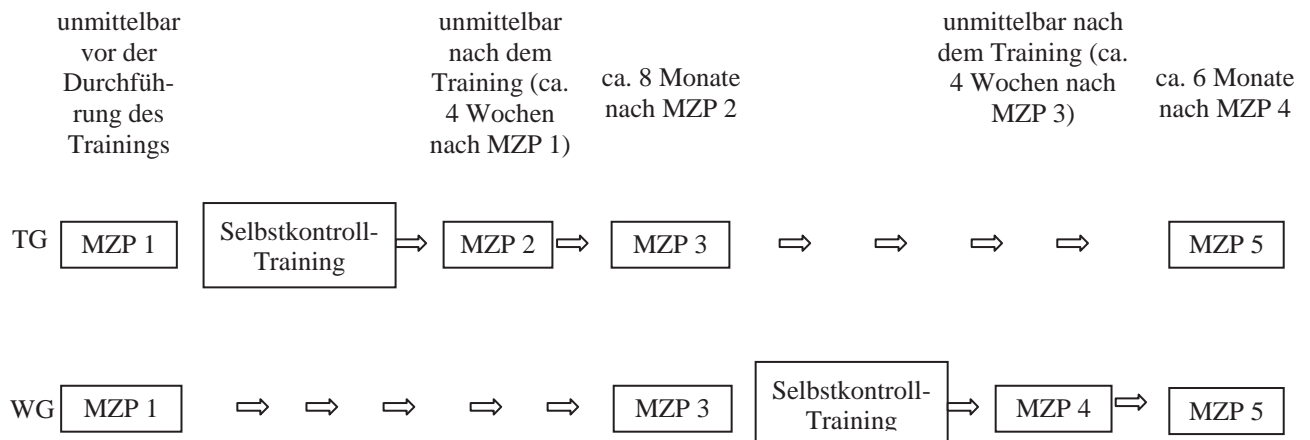 unmittelbar
vor der
Durchfüh-
rung des
Trainings
unmittelbar
nach dem
Training (ca.
4 Wochen
nach MZP 1)
ca. 8 Monate
nach MZP 2
unmittelbar nach
dem Training (ca.
4 Wochen nach
MZP 3)
ca. 6 Monate
nach MZP 4
TG
MZP 1
Selbstkontroll-
Training
MZP 2
MZP 3
MZP 5
WG
MZP 1
MZP 3
Selbstkontroll-
Training
MZP 4
MZP 5